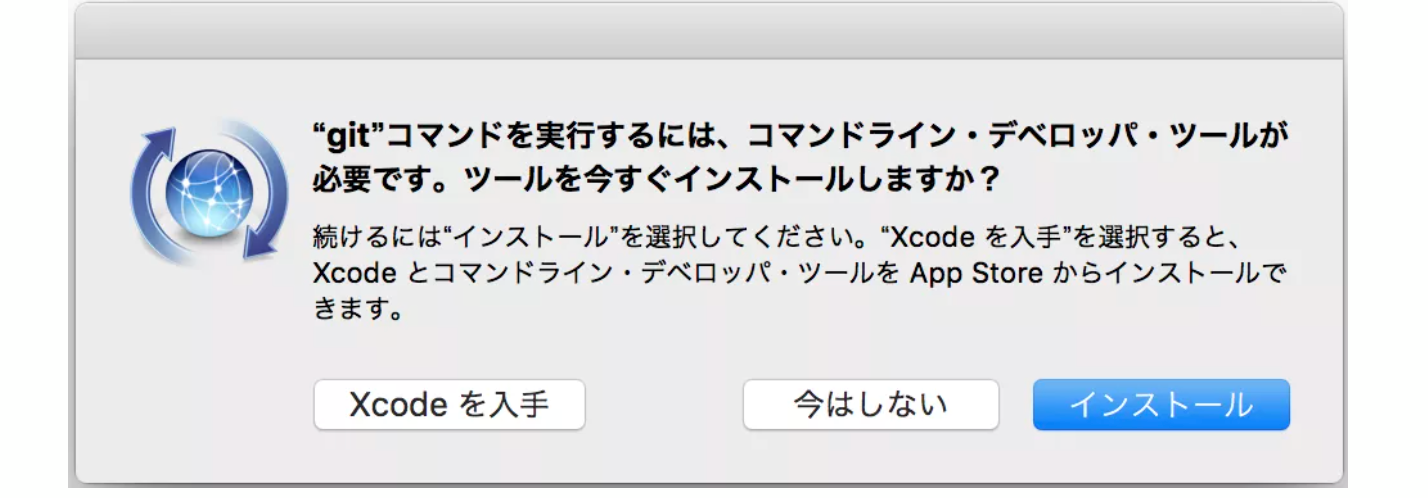 “git”コマンドを実行するには、コマンドライン・デベロッパ・ツールが
必要です。ツールを今すぐインストールしますか？
続けるには“インストール”を選択してください。“Xcode を入手”を選択すると、
Xcode とコマンドライン・デベロッパ・ツールを App Store からインストールで
きます。
Xcode を入手
今はしない
インストール